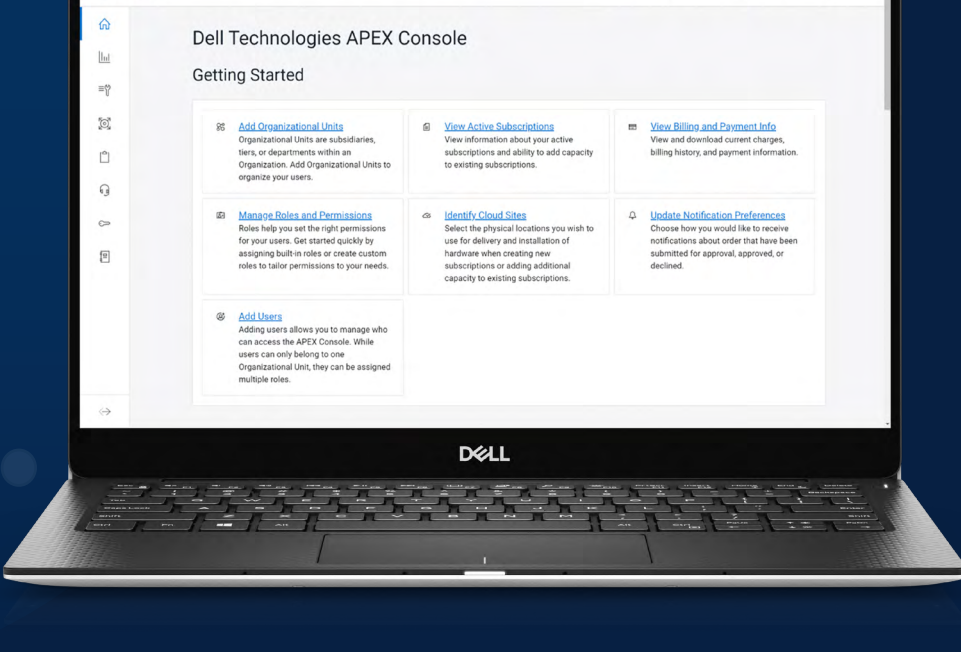 Dell Technologies APEX Console
Getting Started
Add Organizational Units
Organizational Units are subsidiaries,
tiers, or departments within an
Organization. Add Organizational Units to
organize your users.
View Active Subscriptions
View information about your active
subscriptions and ability to add capacity
to existing subscriptions.
View Billing and Payment Info
View and download current charges,
billing history, and payment information.
Manage Roles and Permissions
Roles help you set the right permissions
for your users. Get started quickly by
assigning built-in roles or create custom
roles to tailor permissions to your needs.
Identify Cloud Sites
Select the physical locations you wish to
use for delivery and installation of
hardware when creating new
subscriptions or adding additional
capacity to existing subscriptions.
Update Notification Preferences
Choose how you would like to receive
notifications about order that have been
submitted for approval, approved, or
declined.
Add Users
Adding users allows you to manage who
can access the APEX Console. While
users can only belong to one
Organizational Unit, they can be assigned
multiple roles.
DELL